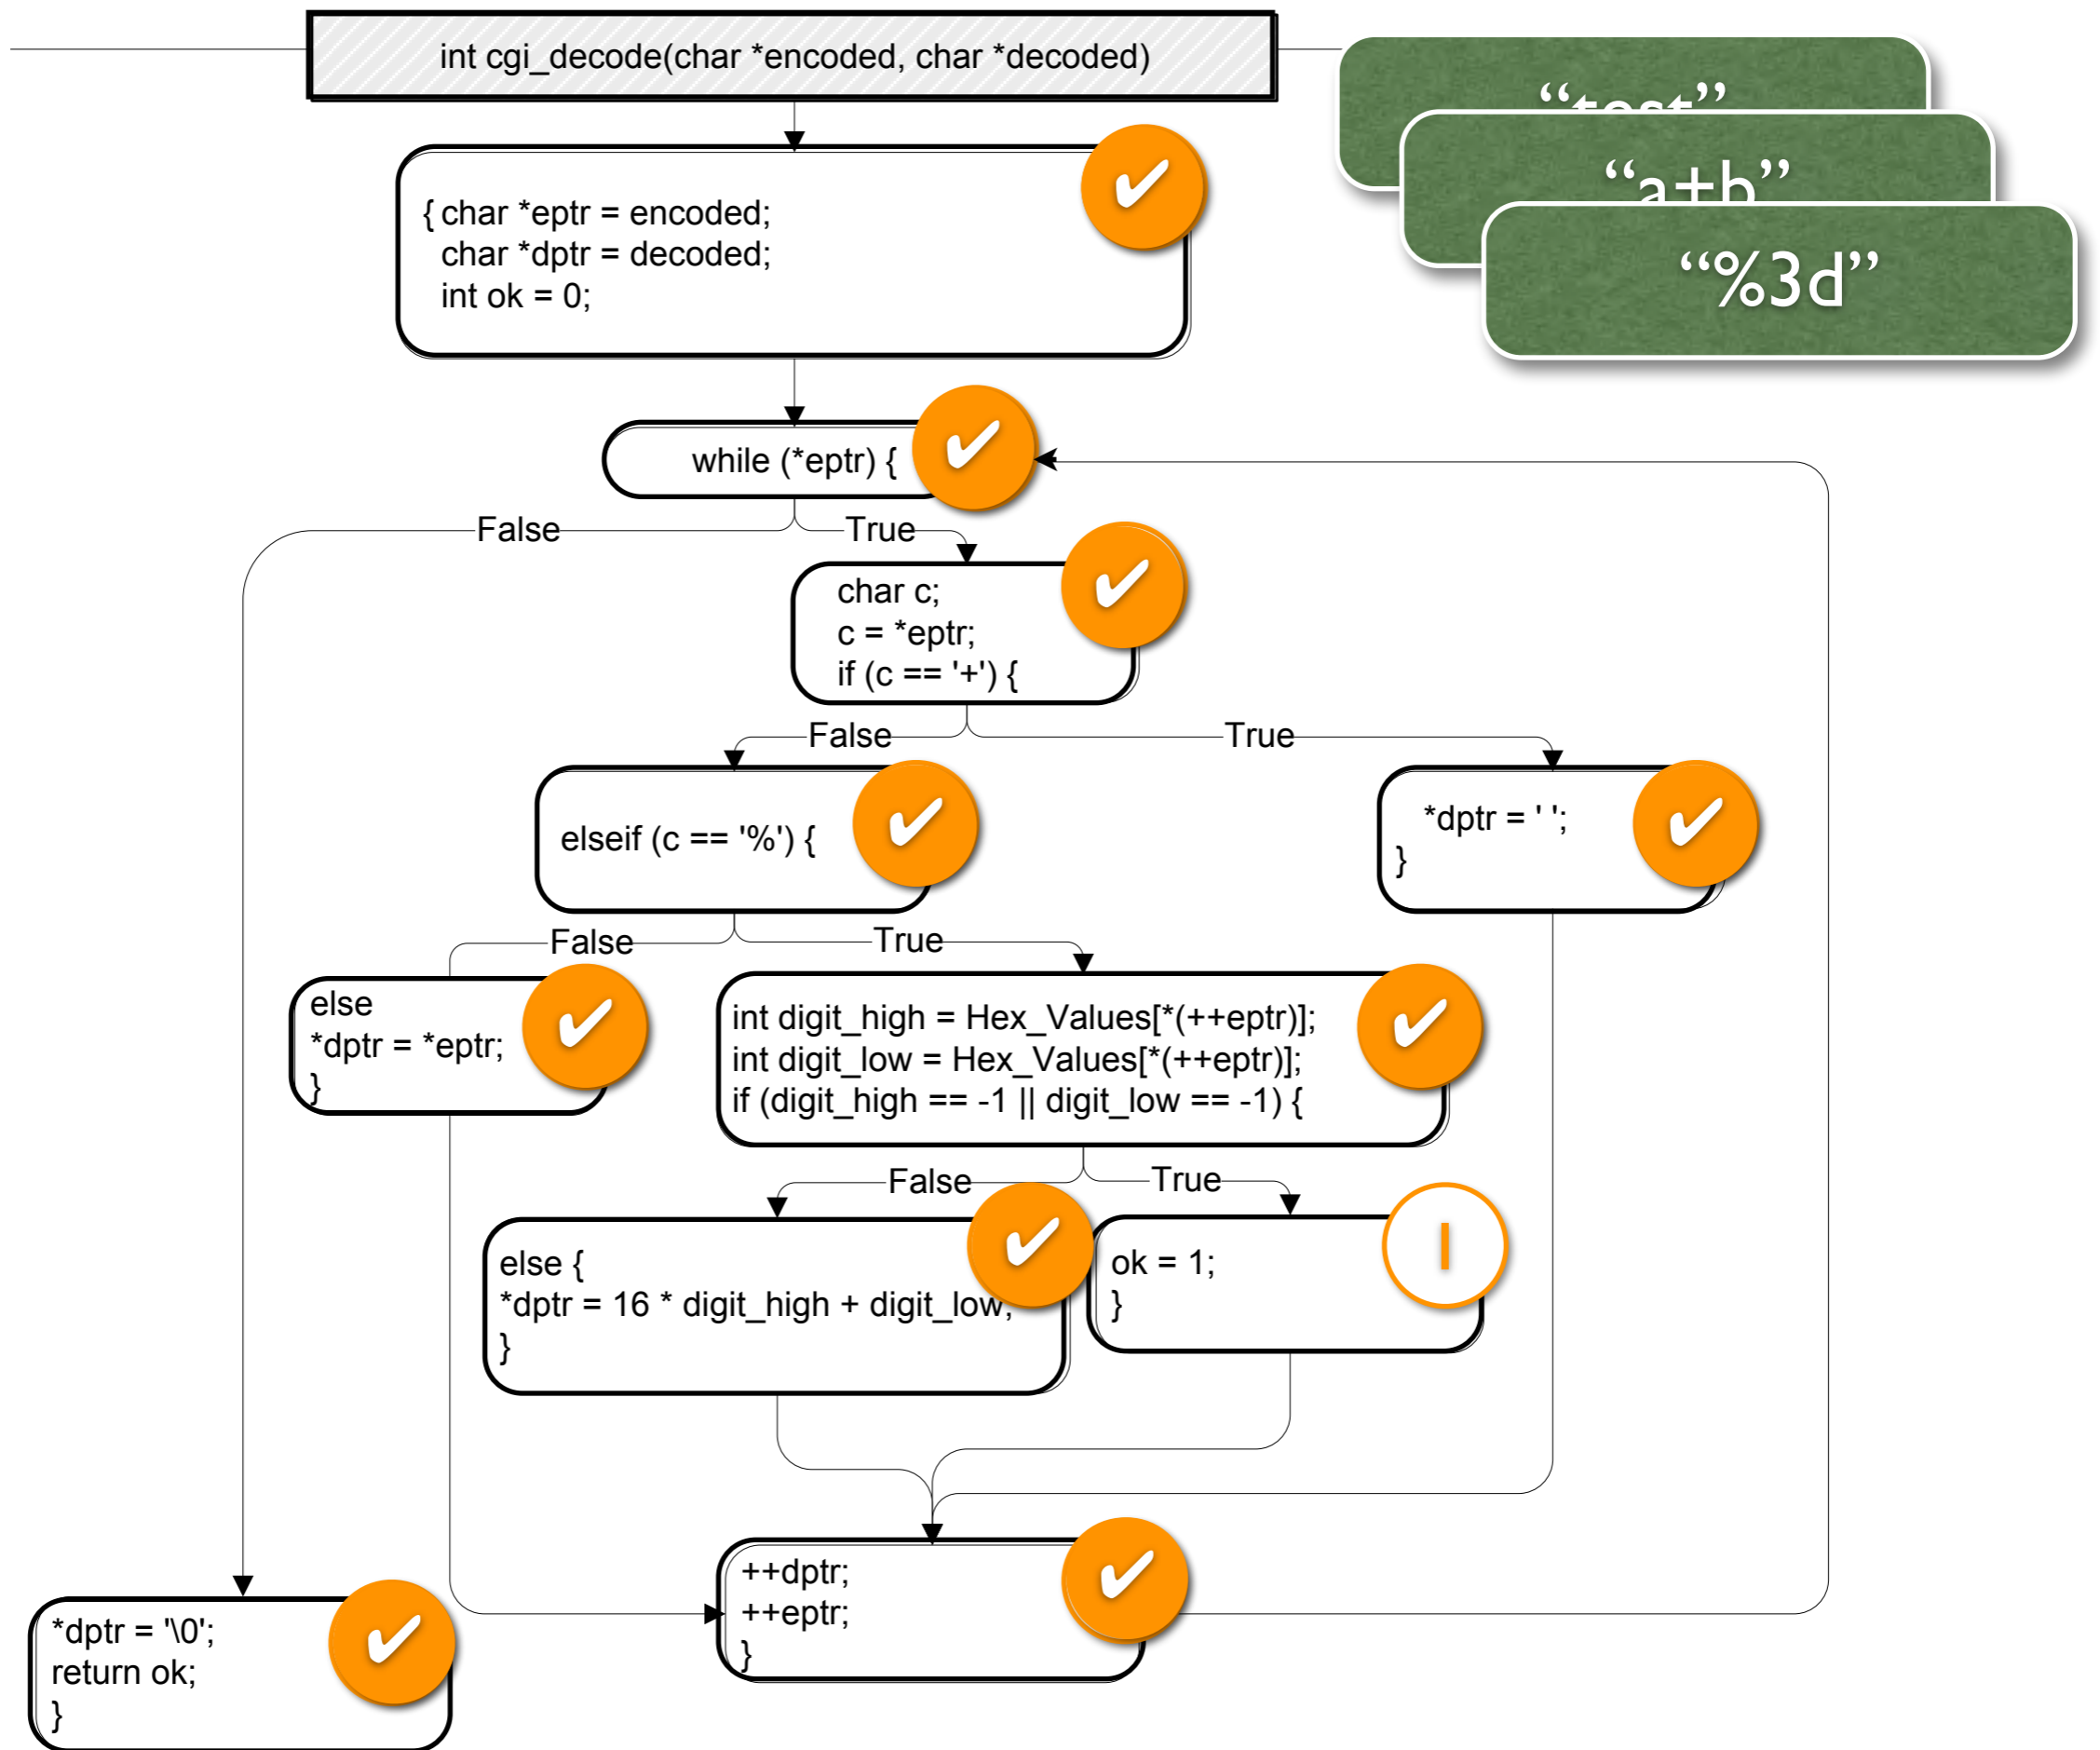 int cgi_decode(char *encoded, char *decoded)
“test”
“a+b”
“%3d”
{ char *eptr = encoded;
char *dptr = decoded;
int ok = 0;
while (*eptr) {
False
True
char c;
c = *eptr;
if (c == '+') {
False
True
elseif (c == '%') {
*dptr = ' ';
}
False
True
else
*dptr = *eptr;
}
int digit_high = Hex_Values[*(++eptr)];
int digit_low = Hex_Values[*(++eptr)];
if (digit_high == -1 || digit_low == -1) {
False
True
else {
*dptr = 16 * digit_high + digit_low;
}
ok = 1;
}
1
++dptr;
++eptr;
}
*dptr = '\0';
return ok;
}